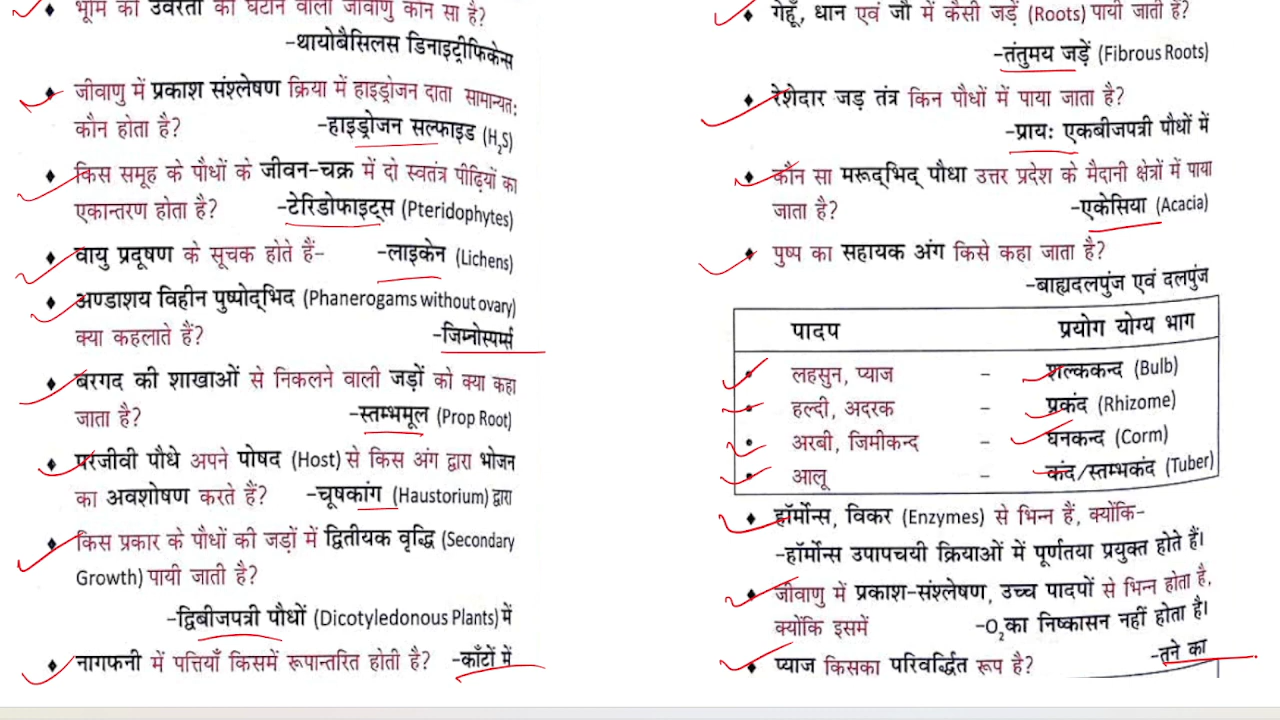 भूमि की उर्वरता को घटाने वाला जीवाणु कौन सा है?
-थायोबैसिलस डिनाइट्रीफिकेन्स
जीवाणु में प्रकाश संश्लेषण क्रिया में हाइड्रोजन दाता सामान्यतः
कौन होता है? -हाइड्रोजन सल्फाइड (H₂S)
किस समूह के पौधों के जीवन-चक्र में दो स्वतंत्र पीढ़ियों का
एकान्तरण होता है? -टेरिडोफाइट्स (Pteridophytes)
वायु प्रदूषण के सूचक होते हैं- -लाइकेन (Lichens)
अण्डाशय विहीन पुष्पोद्भिद (Phanerogams without ovary)
क्या कहलाते हैं? -जिम्नोस्पर्म्स
बरगद की शाखाओं से निकलने वाली जड़ों को क्या कहा
जाता है? -स्तम्भमूल (Prop Root)
परजीवी पौधे अपने पोषद (Host) से किस अंग द्वारा भोजन
का अवशोषण करते हैं? -चूषकांग (Haustorium) द्वारा
किस प्रकार के पौधों की जड़ों में द्वितीयक वृद्धि (Secondary
Growth) पायी जाती है?
-द्विबीजपत्री पौधों (Dicotyledonous Plants) में
नागफनी में पत्तियाँ किसमें रूपान्तरित होती है? -काँटों में
गेहूँ, धान एवं जौ में कैसी जड़ें (Roots) पायी जाती हैं?
-तंतुमय जड़ें (Fibrous Roots)
रेशेदार जड़ तंत्र किन पौधों में पाया जाता है?
-प्रायः एकबीजपत्री पौधों में
कौन सा मरूद्भिद् पौधा उत्तर प्रदेश के मैदानी क्षेत्रों में पाया
जाता है? -एकेसिया (Acacia)
पुष्प का सहायक अंग किसे कहा जाता है?
-बाह्यदलपुंज एवं दलपुंज
पादप प्रयोग योग्य भाग
लहसुन, प्याज - शल्ककन्द (Bulb)
हल्दी, अदरक - प्रकंद (Rhizome)
अरबी, जिमीकन्द - घनकन्द (Corm)
आलू - कंद/स्तम्भकंद (Tuber)
हॉर्मोन्स, विकर (Enzymes) से भिन्न हैं, क्योंकि-
-हॉर्मोन्स उपापचयी क्रियाओं में पूर्णतया प्रयुक्त होते हैं।
जीवाणु में प्रकाश-संश्लेषण, उच्च पादपों से भिन्न होता है,
क्योंकि इसमें -O₂का निष्कासन नहीं होता है।
प्याज किसका परिवर्द्धित रूप है? -तने का